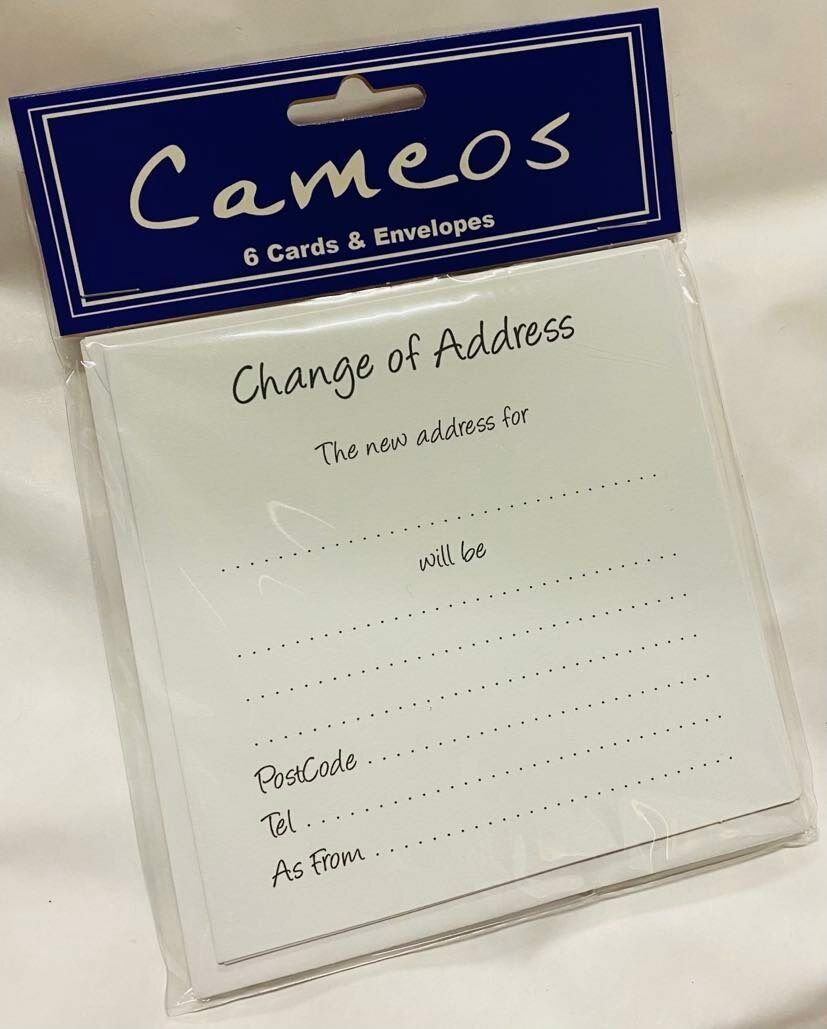 Cameos
6 Cards & Envelopes
Change of Address
The new address for
..............................
will be
..............................
..............................
..............................
PostCode ..............................
Tel ..............................
As From ..............................